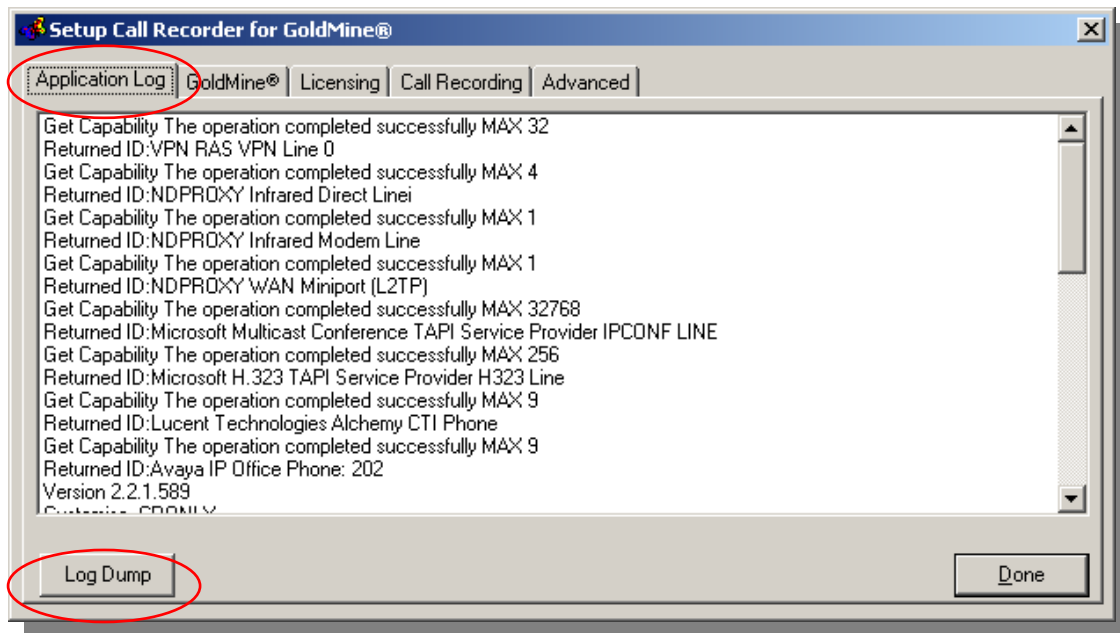 Setup Call Recorder for GoldMine®
Application Log GoldMine® Licensing Call Recording Advanced
Get Capability The operation completed successfully MAX 32
Returned ID:VPN RAS VPN Line 0
Get Capability The operation completed successfully MAX 4
Returned ID:NDPROXY Infrared Direct Linei
Get Capability The operation completed successfully MAX 1
Returned ID:NDPROXY Infrared Modem Line
Get Capability The operation completed successfully MAX 1
Returned ID:NDPROXY WAN Miniport (L2TP)
Get Capability The operation completed successfully MAX 32768
Returned ID:Microsoft Multicast Conference TAPI Service Provider IPCONF LINE
Get Capability The operation completed successfully MAX 256
Returned ID:Microsoft H.323 TAPI Service Provider H323 Line
Get Capability The operation completed successfully MAX 9
Returned ID:Lucent Technologies Alchemy CTI Phone
Get Capability The operation completed successfully MAX 9
Returned ID:Avaya IP Office Phone: 202
Version 2.2.1.589
Log Dump Done